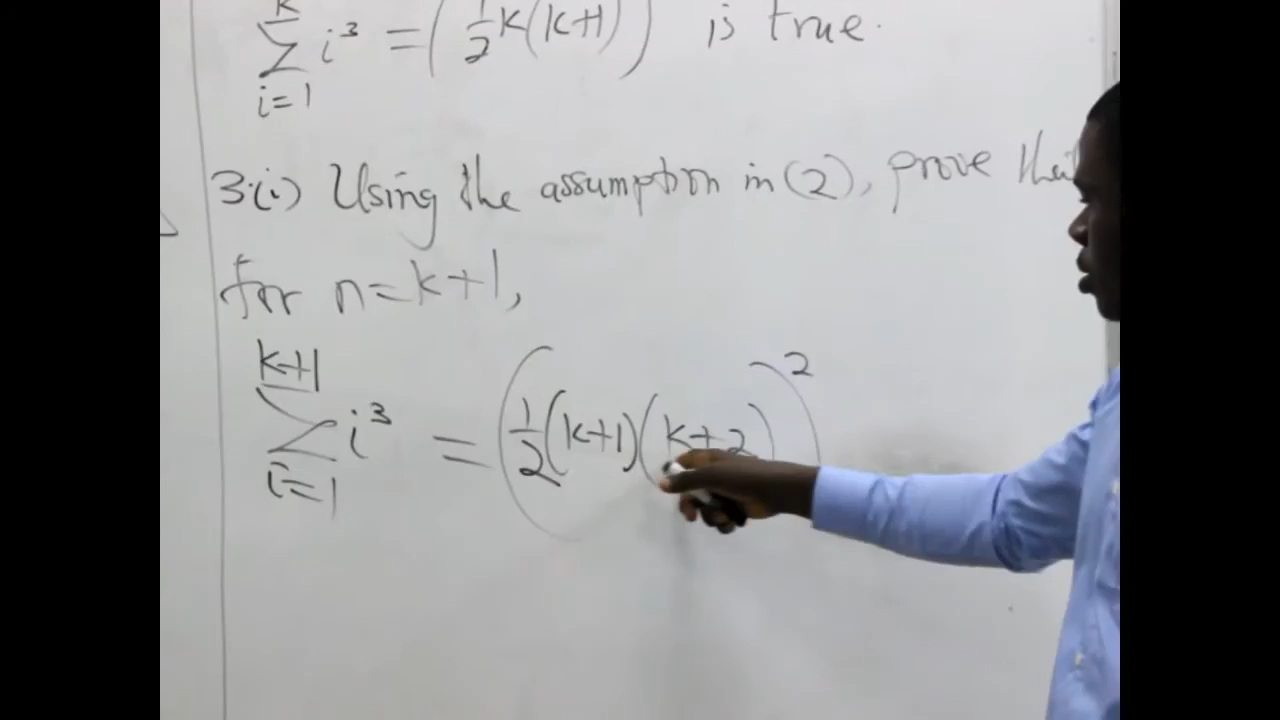 k
∑ i³ = (½k(k+1)) is true.
i=1
3(i) Using the assumption in (2), prove that
for n=k+1,
k+1
∑ i³ = (½(k+1)(k+2))²
i=1